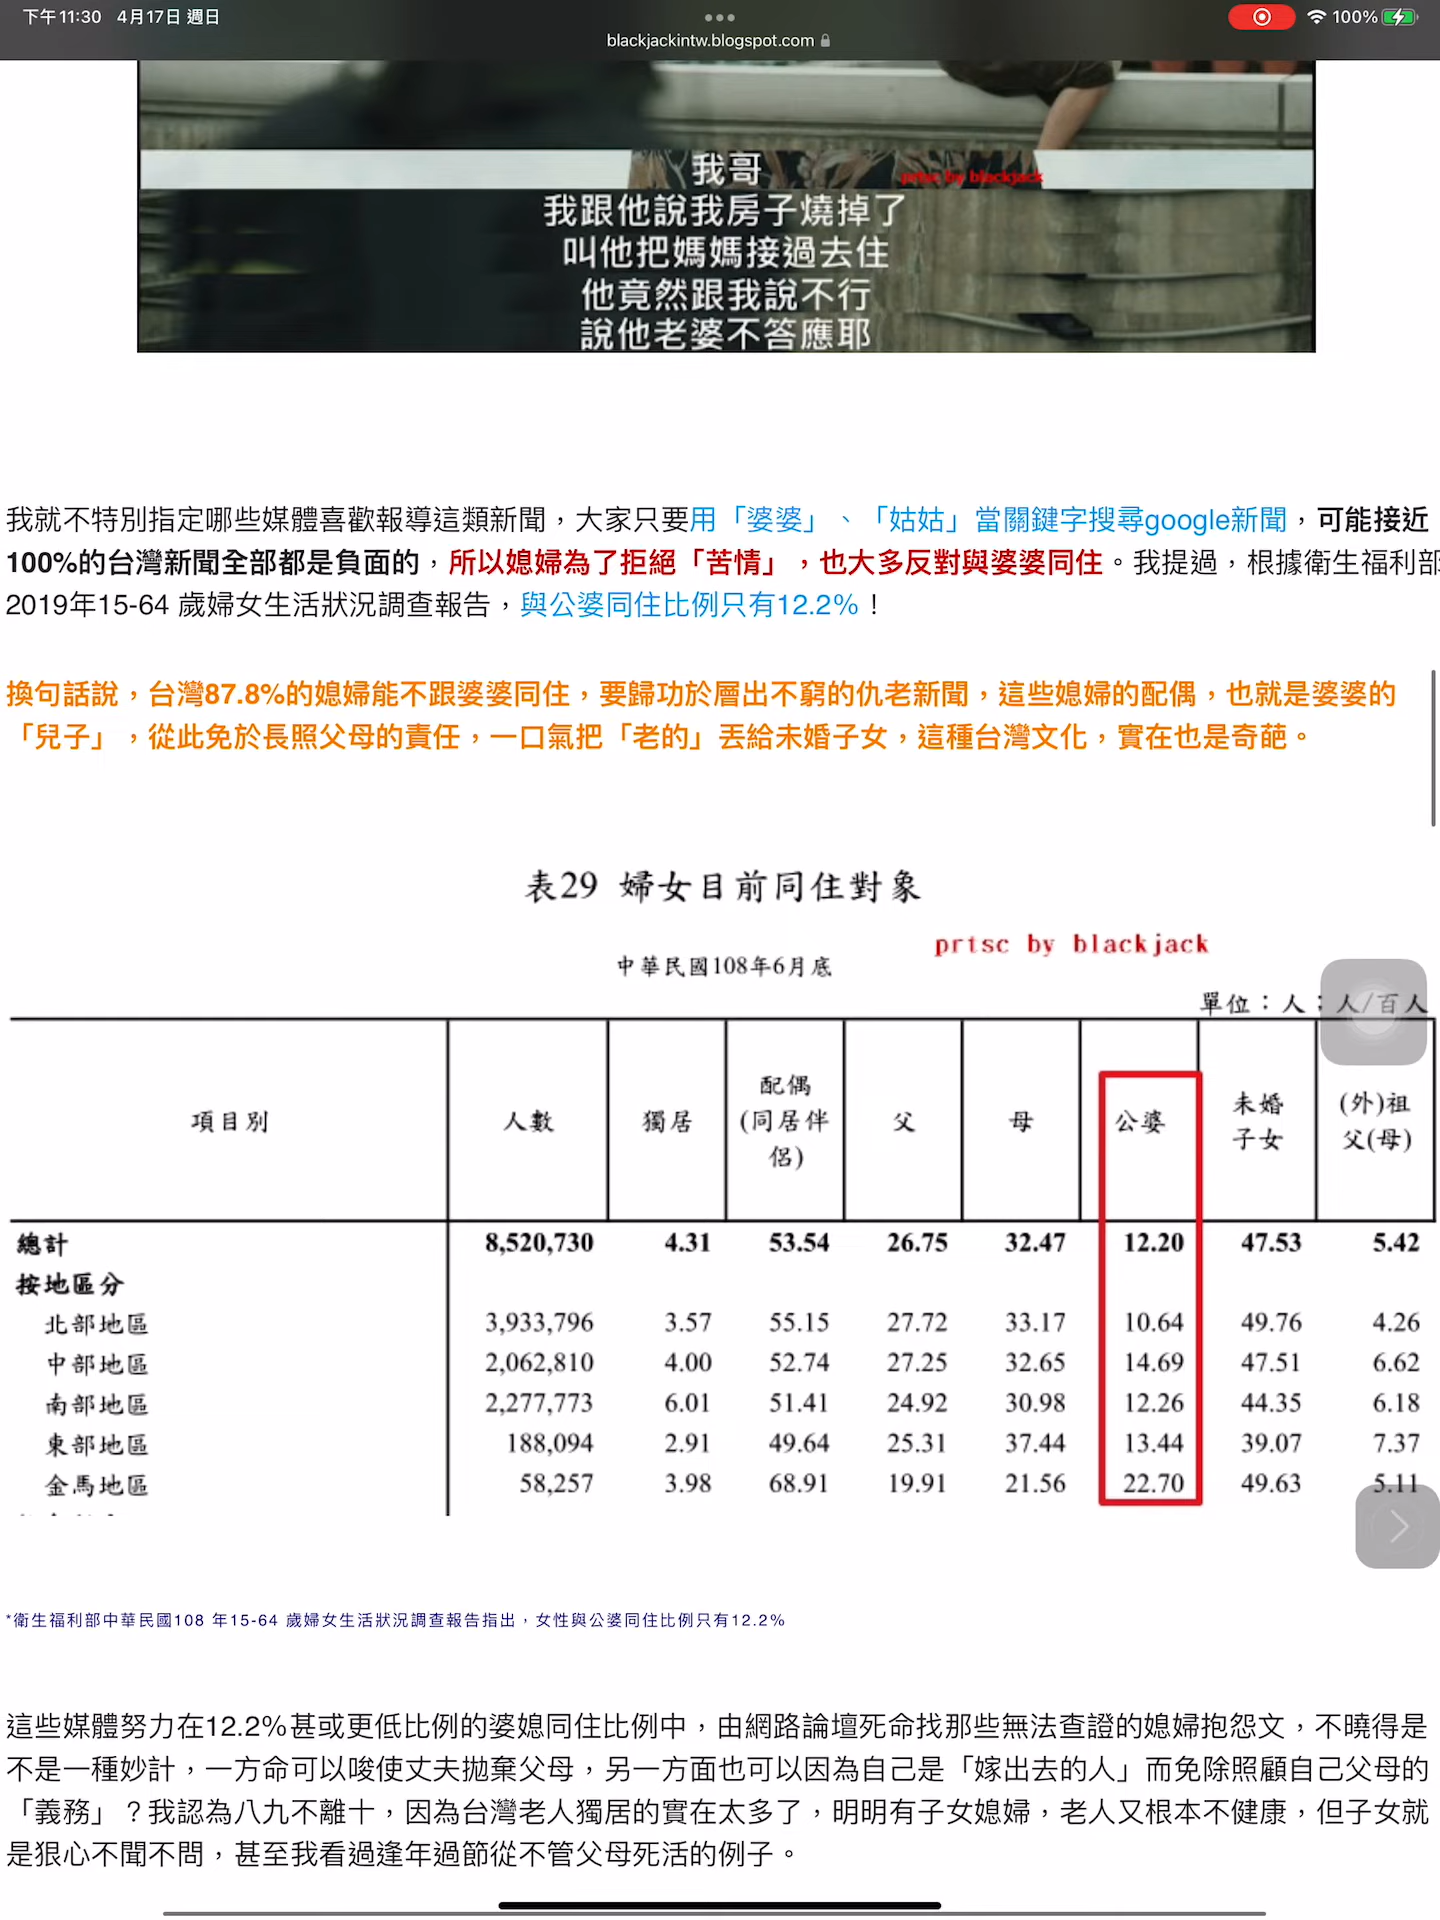 下午11:30 4月17日 週日
100%
blackjackintw.blogspot.com
我哥
prtsc by blackjack
我跟他說我房子燒掉了
叫他把媽媽接過去住
他竟然跟我說不行
說他老婆不答應耶
我就不特別指定哪些媒體喜歡報導這類新聞，大家只要用「婆婆」、「姑姑」當關鍵字搜尋google新聞，可能接近
100%的台灣新聞全部都是負面的，所以媳婦為了拒絕「苦情」，也大多反對與婆婆同住。我提過，根據衛生福利部
2019年15-64 歲婦女生活狀況調查報告，與公婆同住比例只有12.2%！
換句話說，台灣87.8%的媳婦能不跟婆婆同住，要歸功於層出不窮的仇老新聞，這些媳婦的配偶，也就是婆婆的
「兒子」，從此免於長照父母的責任，一口氣把「老的」丟給未婚子女，這種台灣文化，實在也是奇葩。
表29 婦女目前同住對象
prtsc by blackjack
中華民國108年6月底
單位：人；人/百人
項目別 人數 獨居 配偶(同居伴侶) 父 母 公婆 未婚子女 (外)祖父(母)
總計 8,520,730 4.31 53.54 26.75 32.47 12.20 47.53 5.42
按地區分
北部地區 3,933,796 3.57 55.15 27.72 33.17 10.64 49.76 4.26
中部地區 2,062,810 4.00 52.74 27.25 32.65 14.69 47.51 6.62
南部地區 2,277,773 6.01 51.41 24.92 30.98 12.26 44.35 6.18
東部地區 188,094 2.91 49.64 25.31 37.44 13.44 39.07 7.37
金馬地區 58,257 3.98 68.91 19.91 21.56 22.70 49.63 5.11
*衛生福利部中華民國108 年15-64 歲婦女生活狀況調查報告指出，女性與公婆同住比例只有12.2%
這些媒體努力在12.2%甚或更低比例的婆媳同住比例中，由網路論壇死命找那些無法查證的媳婦抱怨文，不曉得是
不是一種妙計，一方命可以唆使丈夫拋棄父母，另一方面也可以因為自己是「嫁出去的人」而免除照顧自己父母的
「義務」？我認為八九不離十，因為台灣老人獨居的實在太多了，明明有子女媳婦，老人又根本不健康，但子女就
是狠心不聞不問，甚至我看過逢年過節從不管父母死活的例子。